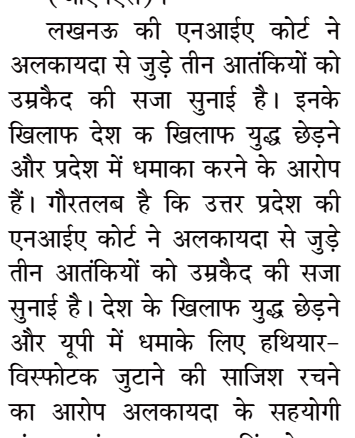 लखनऊ की एनआईए कोर्ट ने
अलकायदा से जुड़े तीन आतंकियों को
उम्रकैद की सजा सुनाई है। इनके
खिलाफ देश क खिलाफ युद्ध छेड़ने
और प्रदेश में धमाका करने के आरोप
हैं। गौरतलब है कि उत्तर प्रदेश की
एनआईए कोर्ट ने अलकायदा से जुड़े
तीन आतंकियों को उम्रकैद की सजा
सुनाई है। देश के खिलाफ युद्ध छेड़ने
और यूपी में धमाके लिए हथियार-
विस्फोटक जुटाने की साजिश रचने
का आरोप अलकायदा के सहयोगी